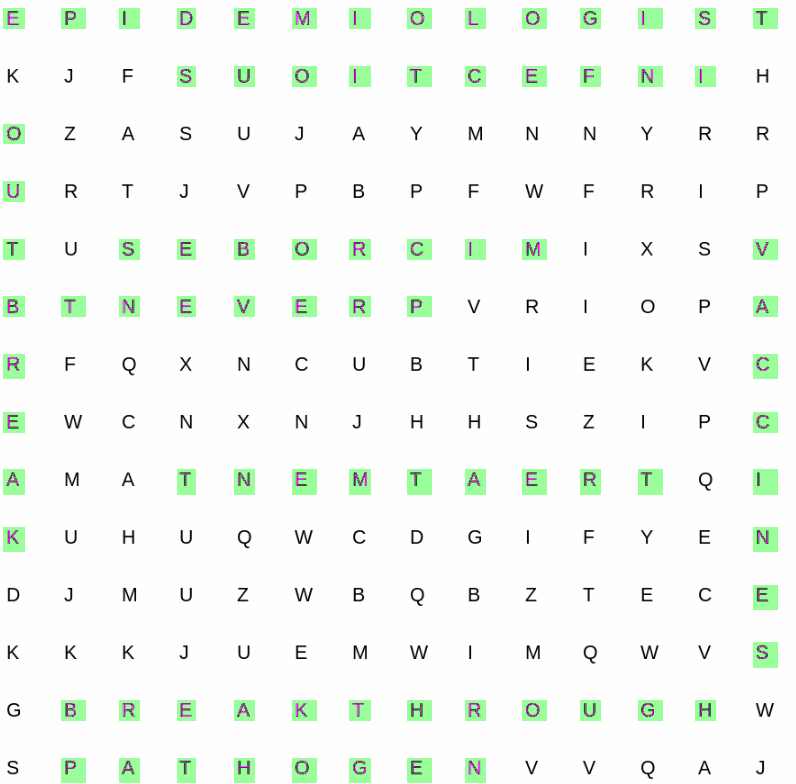 E P I D E M I O L O G I S T
K J F S U O I T C E F N I H
O Z A S U J A Y M N N Y R R
U R T J V P B P F W F R I P
T U S E B O R C I M I X S V
B T N E V E R P V R I O P A
R F Q X N C U B T I E K V C
E W C N X N J H H S Z I P C
A M A T N E M T A E R T Q I
K U H U Q W C D G I F Y E N
D J M U Z W B Q B Z T E C E
K K K J U E M W I M Q W V S
G B R E A K T H R O U G H W
S P A T H O G E N V V Q A J